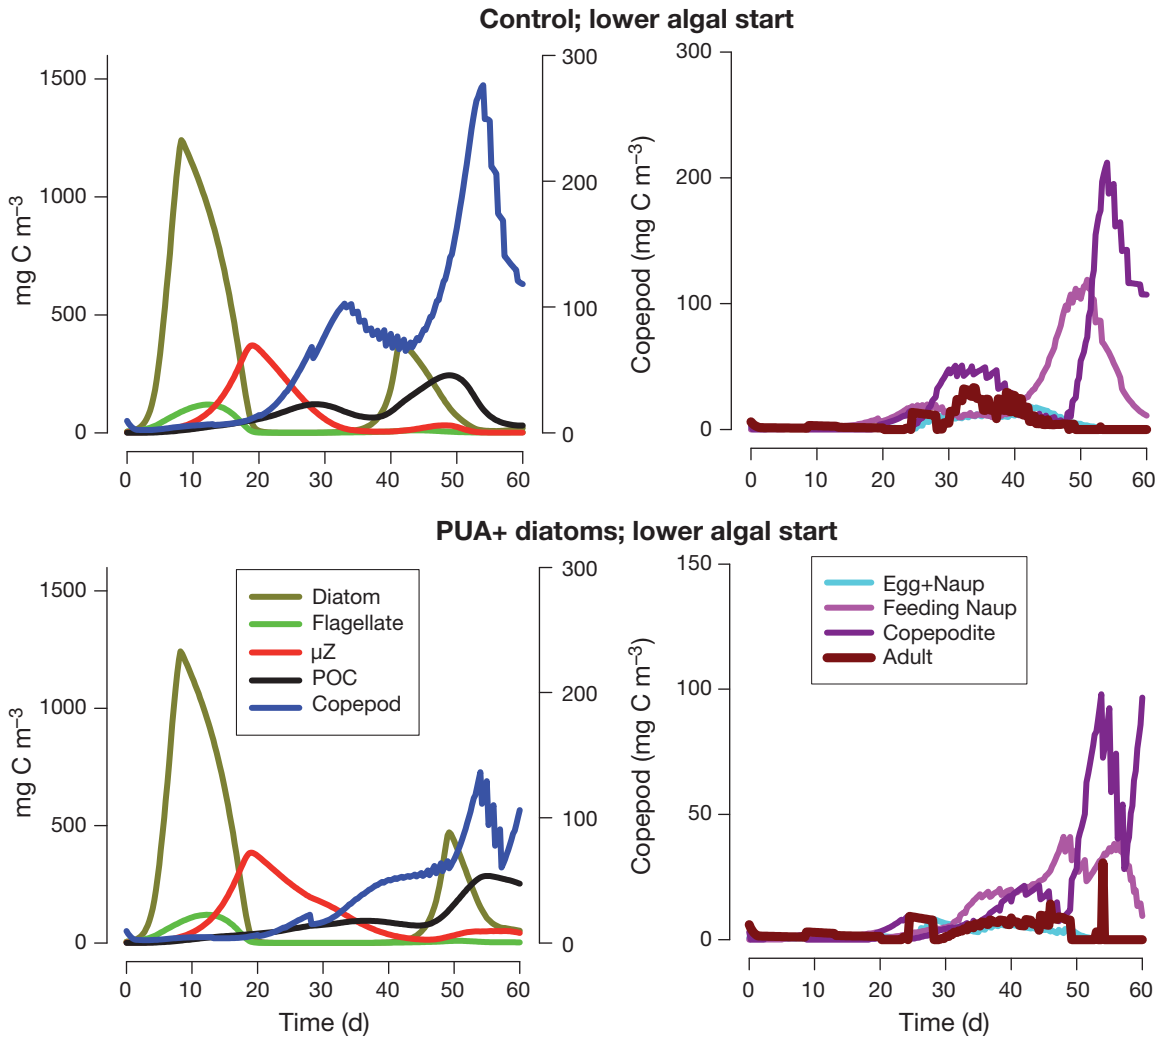 Control; lower algal start
mg C m–3
1500
1000
500
0
300
200
100
0
0 10 20 30 40 50 60
Copepod (mg C m–3)
300
200
100
0
0 10 20 30 40 50 60
PUA+ diatoms; lower algal start
mg C m–3
1500
1000
500
0
Diatom
Flagellate
µZ
POC
Copepod
300
200
100
0
0 10 20 30 40 50 60
Time (d)
Copepod (mg C m–3)
150
100
50
0
Egg+Naup
Feeding Naup
Copepodite
Adult
0 10 20 30 40 50 60
Time (d)